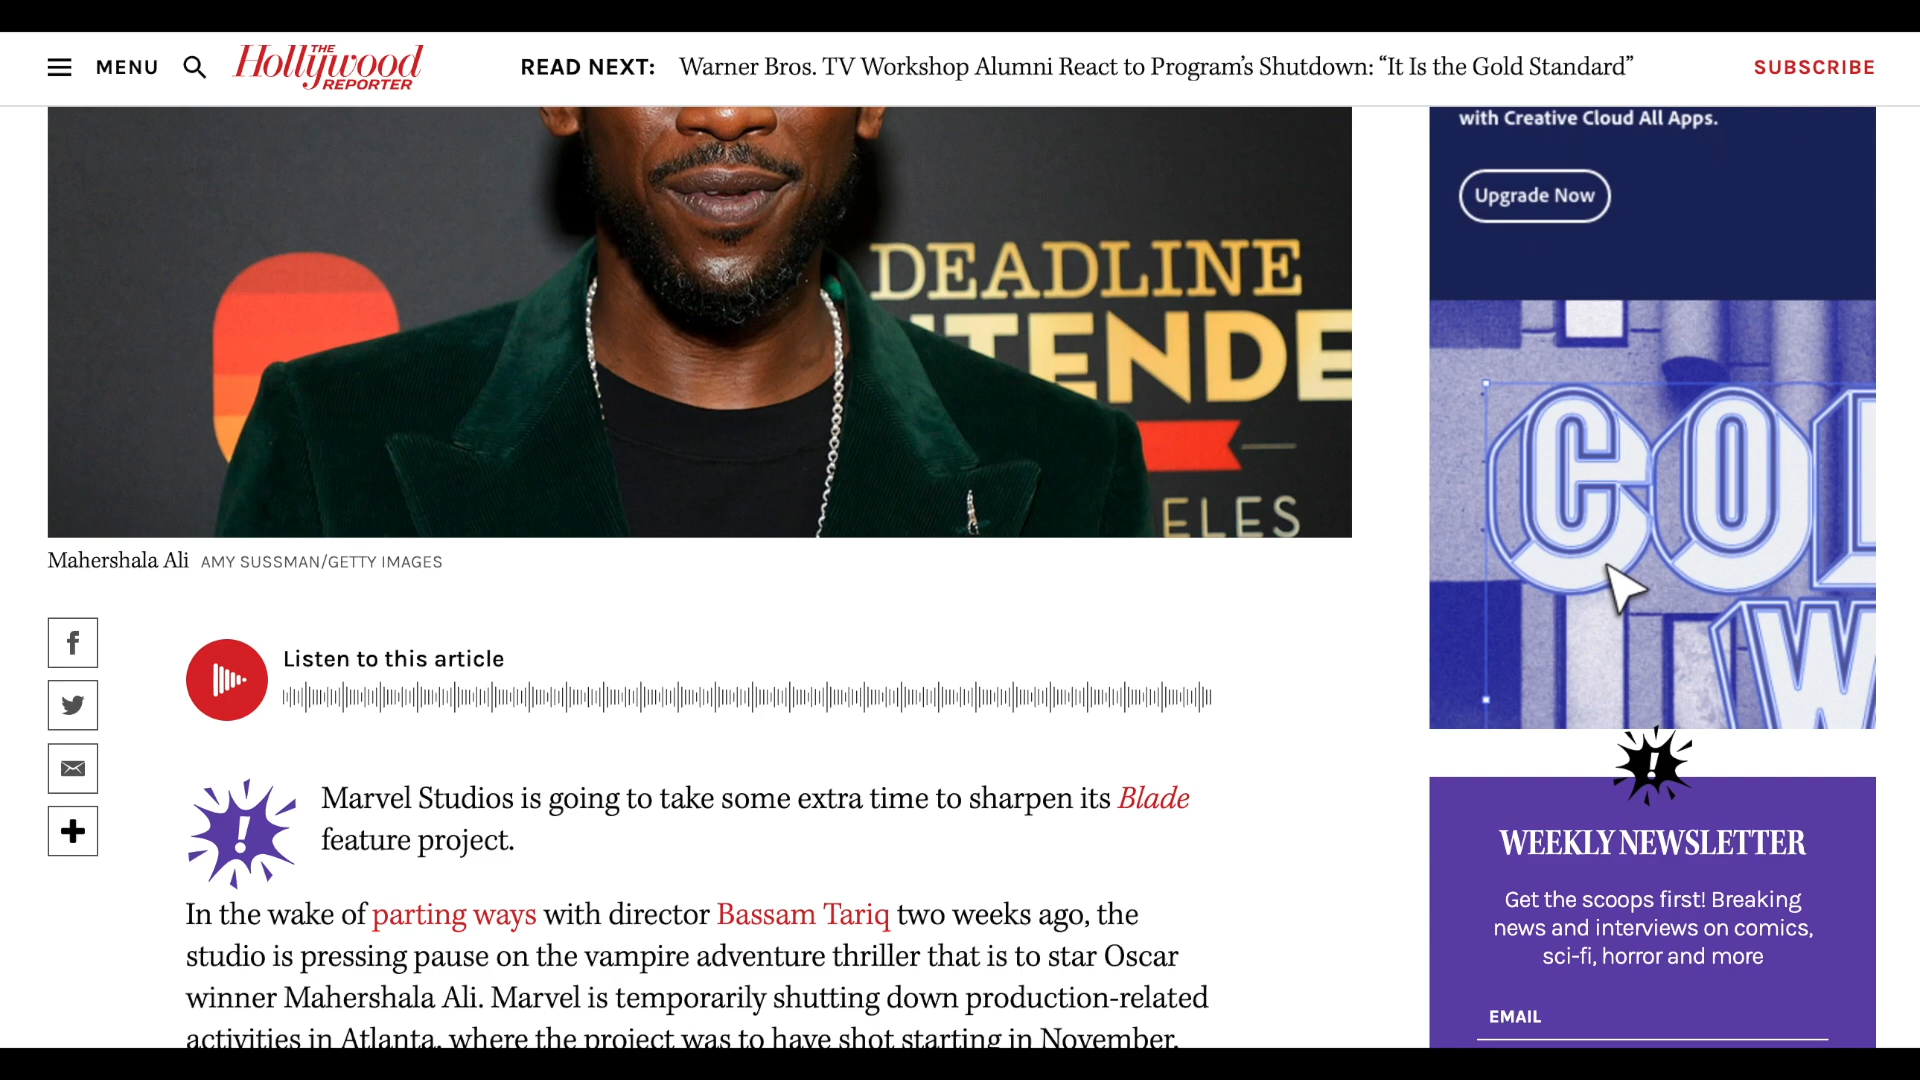 MENU
THE
Hollywood
REPORTER
READ NEXT: Warner Bros. TV Workshop Alumni React to Program’s Shutdown: “It Is the Gold Standard”
SUBSCRIBE
DEADLINE
TENDE
ELES
Mahershala Ali AMY SUSSMAN/GETTY IMAGES
Listen to this article
Marvel Studios is going to take some extra time to sharpen its Blade
feature project.
In the wake of parting ways with director Bassam Tariq two weeks ago, the
studio is pressing pause on the vampire adventure thriller that is to star Oscar
winner Mahershala Ali. Marvel is temporarily shutting down production-related
activities in Atlanta, where the project was to have shot starting in November.
with Creative Cloud All Apps.
Upgrade Now
COL
W
!
WEEKLY NEWSLETTER
Get the scoops first! Breaking
news and interviews on comics,
sci-fi, horror and more
EMAIL